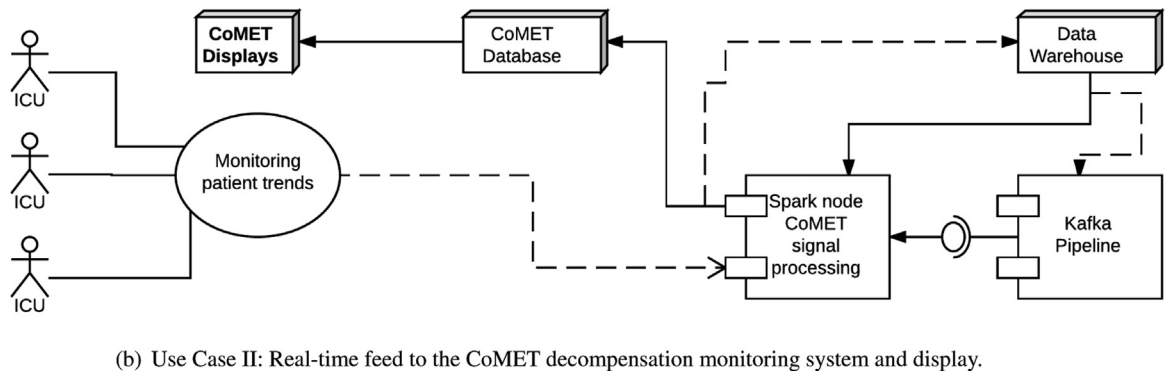 CoMET
Displays
CoMET
Database
Data
Warehouse
ICU
Monitoring
patient trends
ICU
ICU
Spark node
CoMET
signal
processing
Kafka
Pipeline
(b) Use Case II: Real-time feed to the CoMET decompensation monitoring system and display.